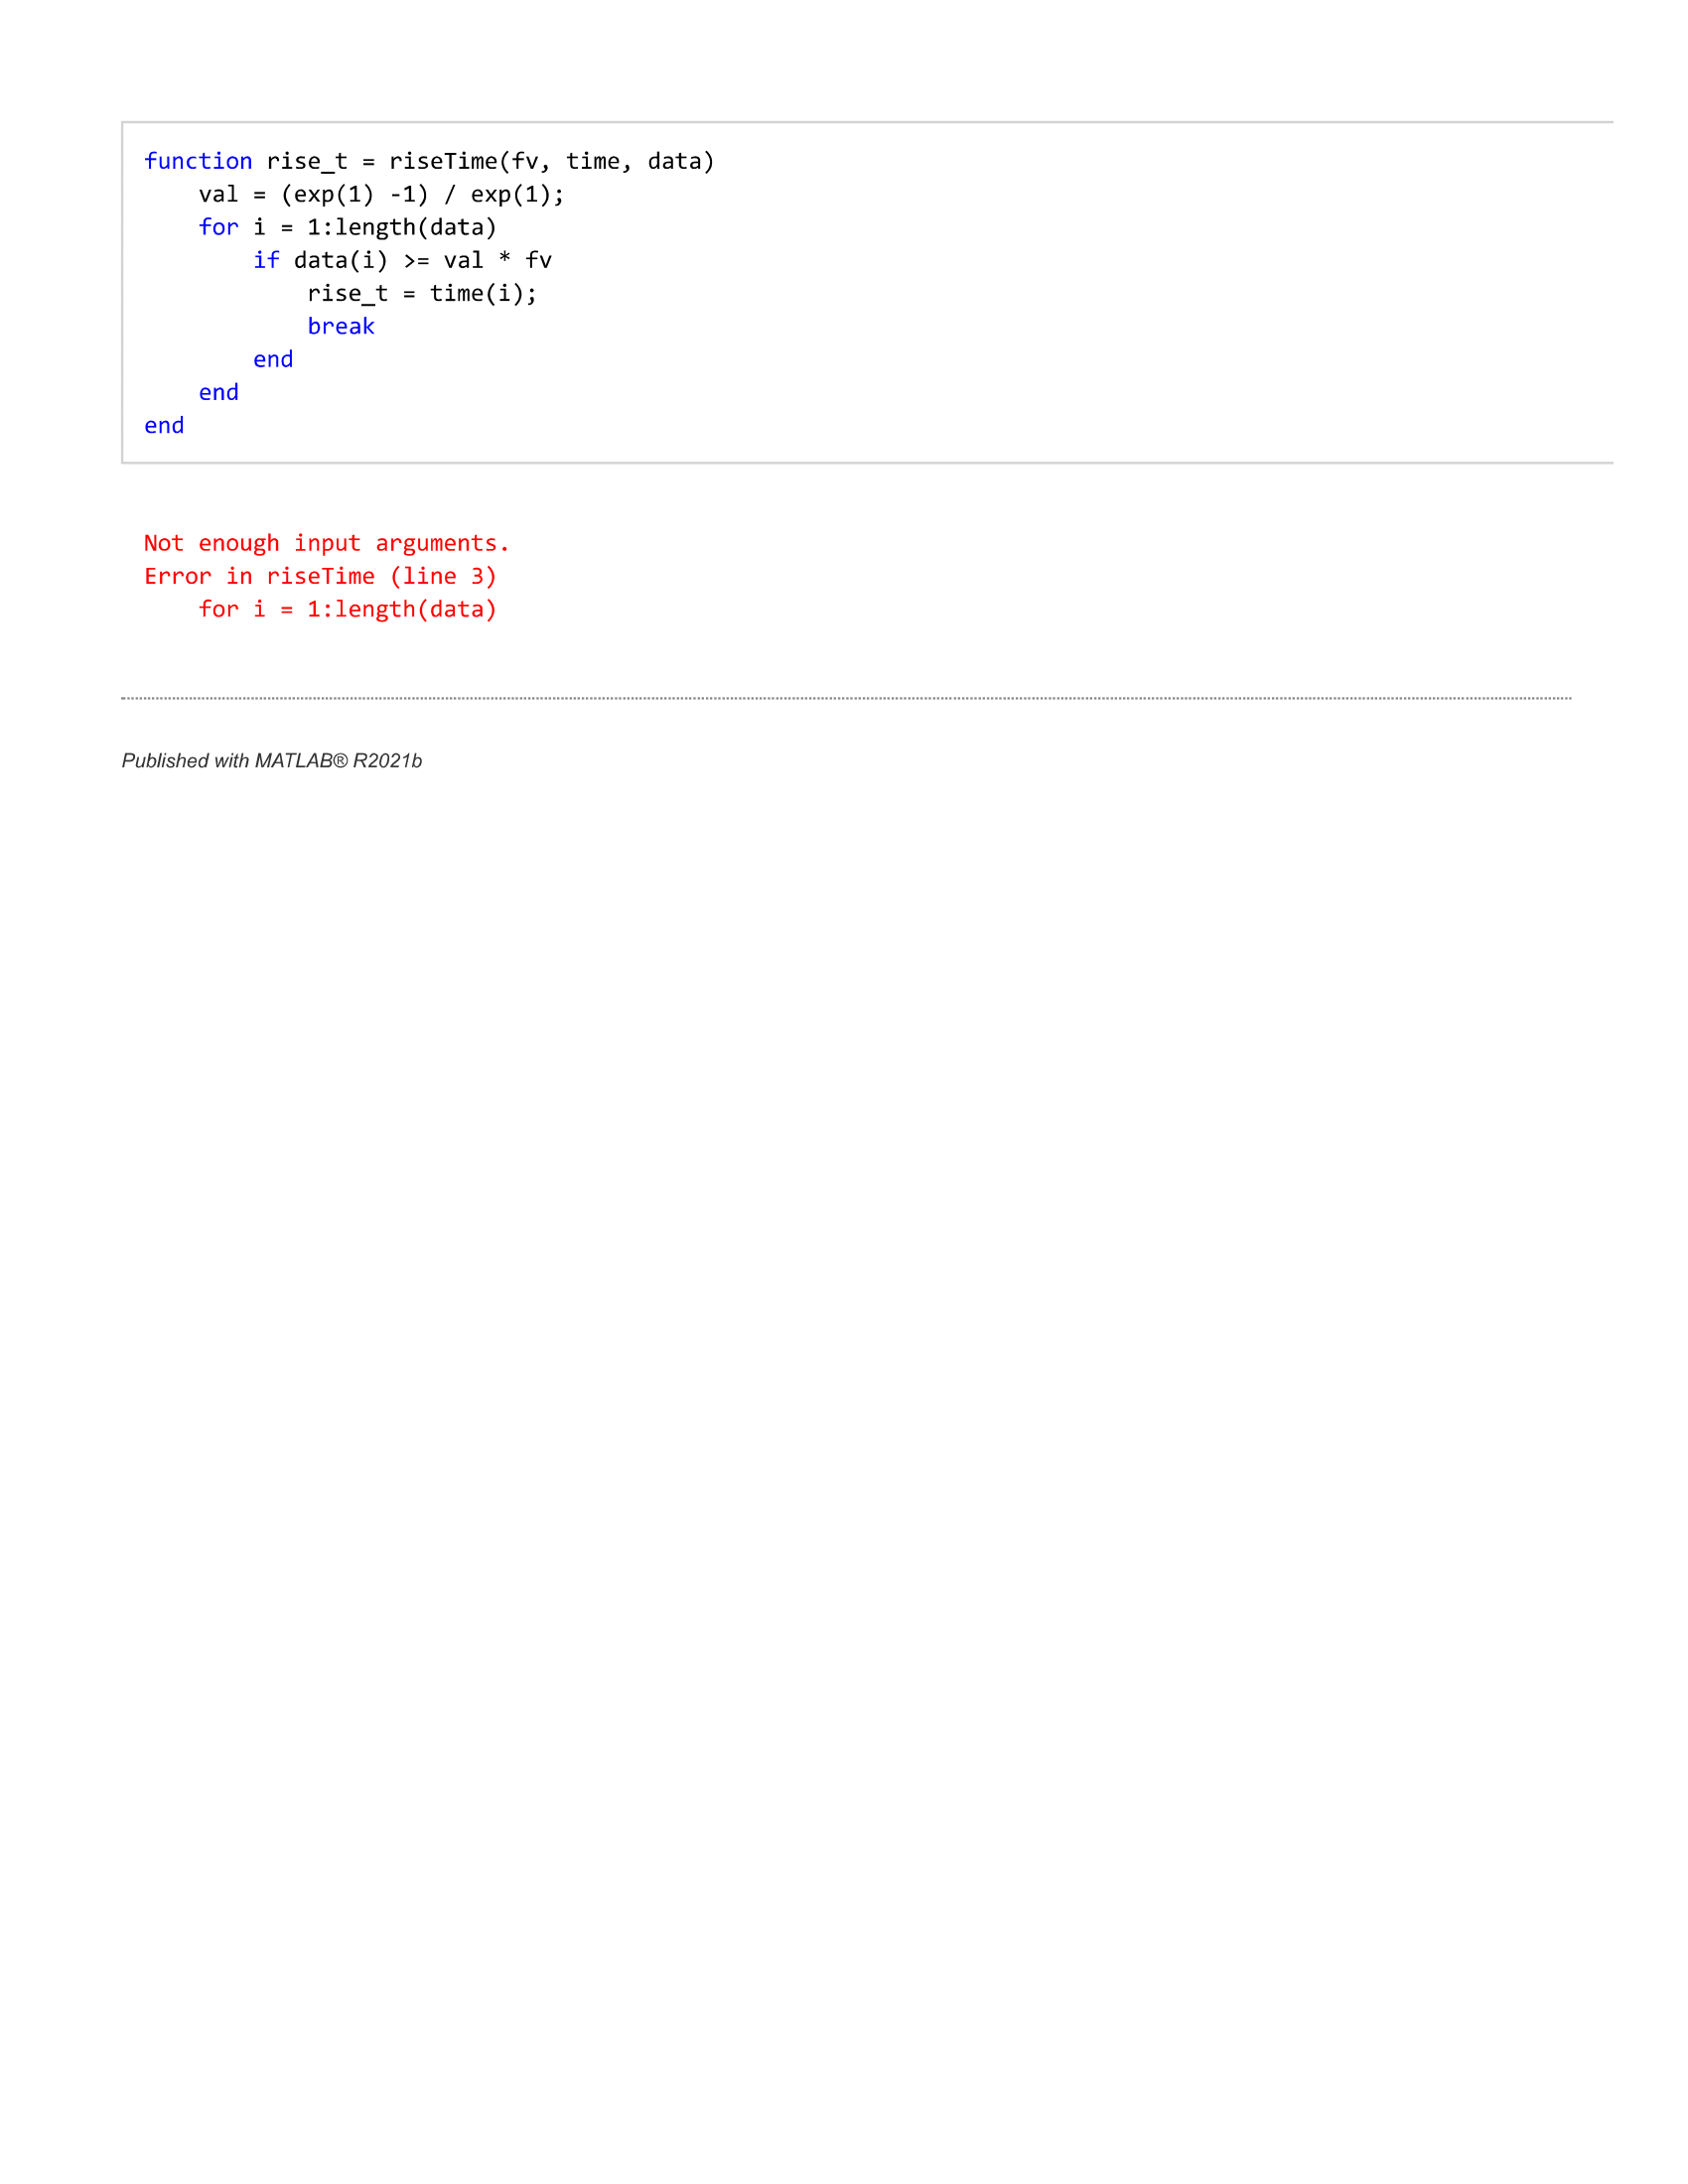 function rise_t = riseTime(fv, time, data)
    val = (exp(1) -1) / exp(1);
    for i = 1:length(data)
        if data(i) >= val * fv
            rise_t = time(i);
            break
        end
    end
end
Not enough input arguments.
Error in riseTime (line 3)
    for i = 1:length(data)
Published with MATLAB® R2021b